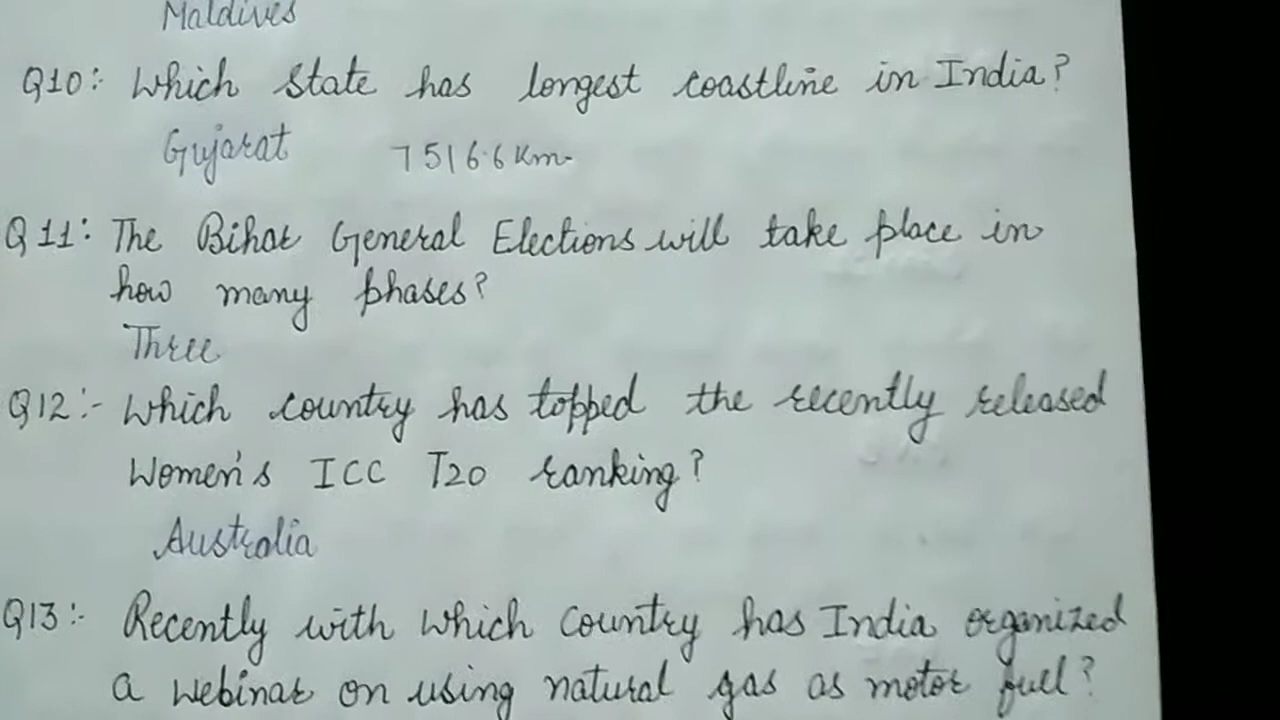 Maldives
Q10:- Which State has longest coastline in India?
Gujarat 7516.6 Km.
Q11:- The Bihar General Elections will take place in
how many phases?
Three
Q12:- Which country has topped the recently released
Women's ICC T20 ranking?
Australia
Q13:- Recently with which country has India organized
a webinar on using natural gas as motor fuel?